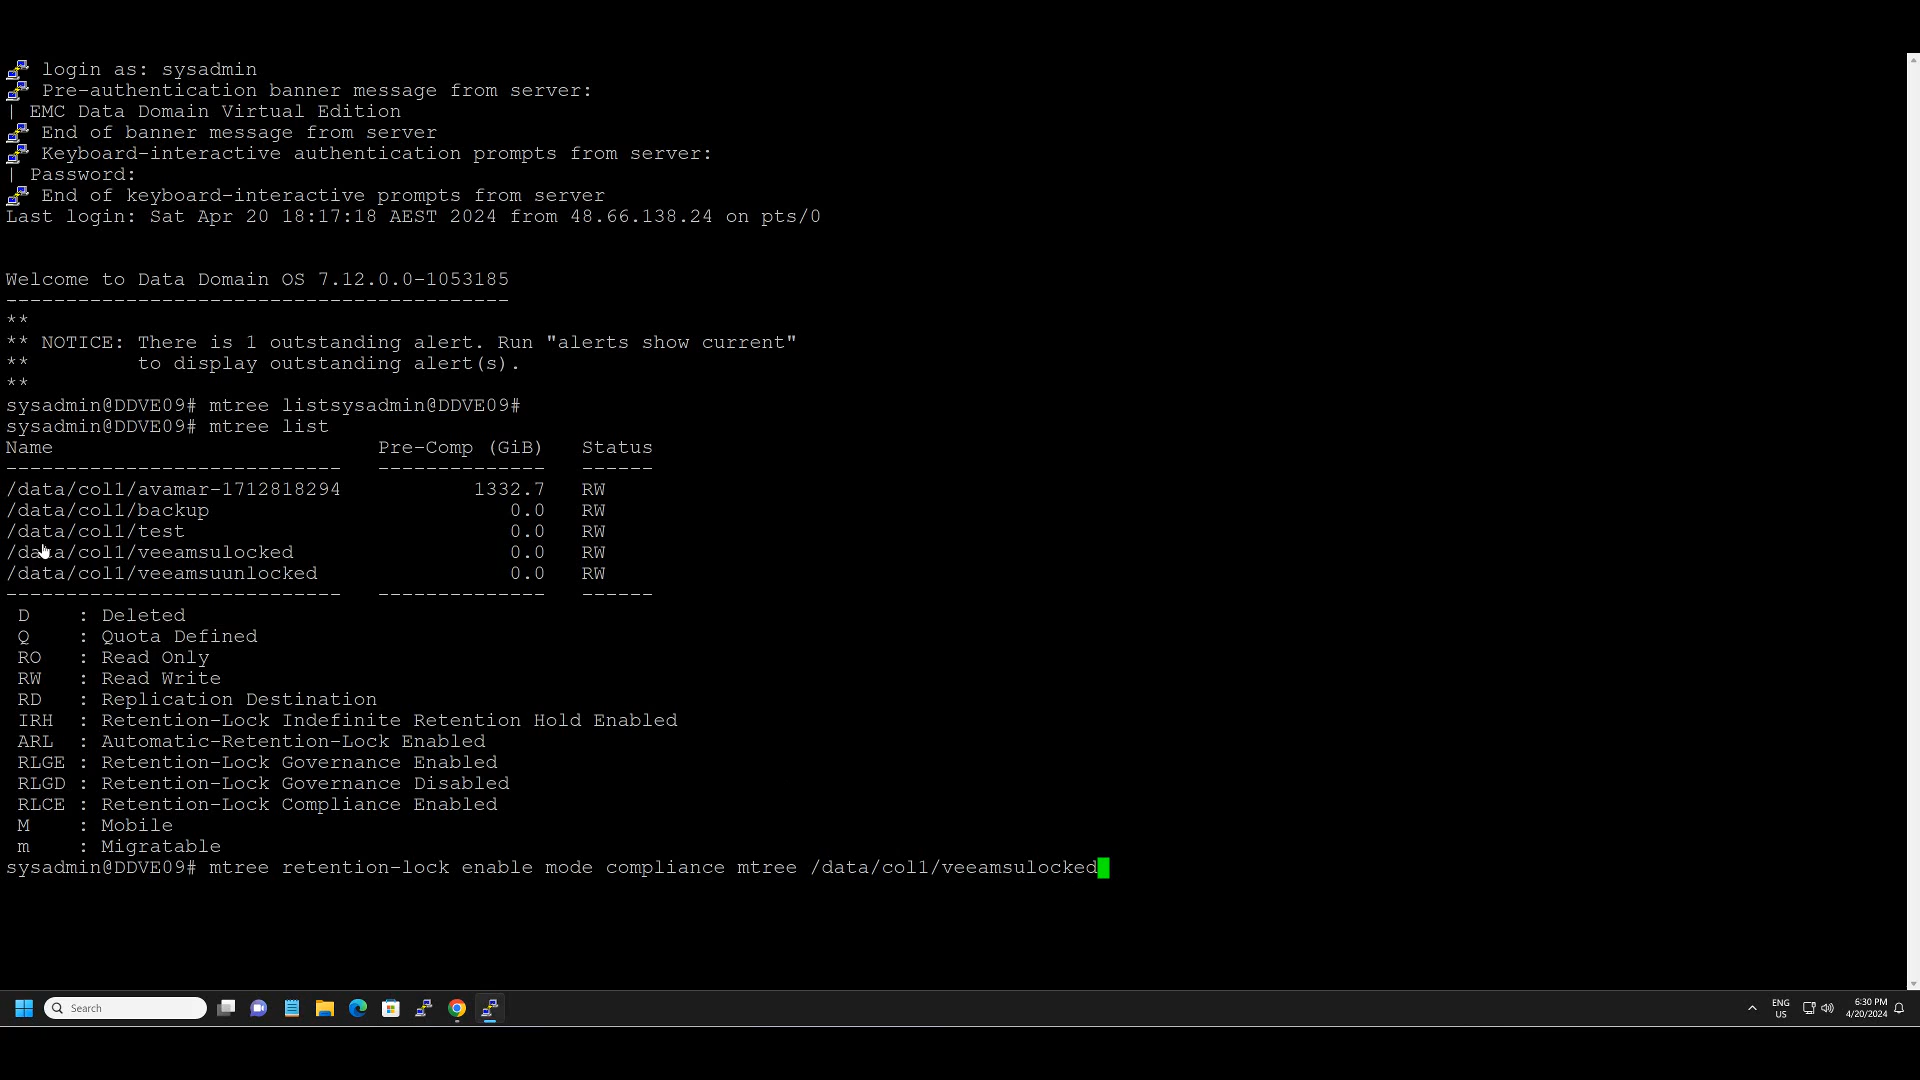 login as: sysadmin
Pre-authentication banner message from server:
| EMC Data Domain Virtual Edition
End of banner message from server
Keyboard-interactive authentication prompts from server:
| Password:
End of keyboard-interactive prompts from server
Last login: Sat Apr 20 18:17:18 AEST 2024 from 48.66.138.24 on pts/0
Welcome to Data Domain OS 7.12.0.0-1053185
------------------------------------------
**
** NOTICE: There is 1 outstanding alert. Run "alerts show current"
**         to display outstanding alert(s).
**
sysadmin@DDVE09# mtree listsysadmin@DDVE09#
sysadmin@DDVE09# mtree list
Name                           Pre-Comp (GiB)   Status
----------------------------   --------------   ------
/data/col1/avamar-1712818294           1332.7   RW
/data/col1/backup                         0.0   RW
/data/col1/test                           0.0   RW
/data/col1/veeamsulocked                  0.0   RW
/data/col1/veeamsuunlocked                0.0   RW
----------------------------   --------------   ------
D    : Deleted
Q    : Quota Defined
RO   : Read Only
RW   : Read Write
RD   : Replication Destination
IRH  : Retention-Lock Indefinite Retention Hold Enabled
ARL  : Automatic-Retention-Lock Enabled
RLGE : Retention-Lock Governance Enabled
RLGD : Retention-Lock Governance Disabled
RLCE : Retention-Lock Compliance Enabled
M    : Mobile
m    : Migratable
sysadmin@DDVE09# mtree retention-lock enable mode compliance mtree /data/col1/veeamsulocked
Search
ENG
US
6:30 PM
4/20/2024